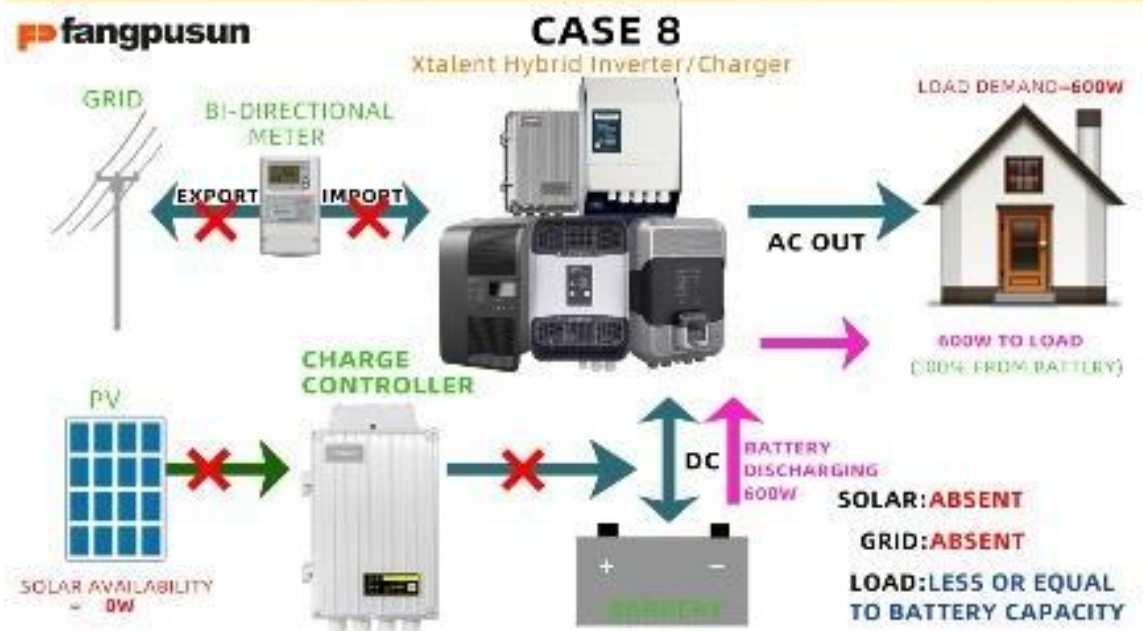 fangpusun
CASE 8
Xtalent Hybrid Inverter/Charger
GRID
BI-DIRECTIONAL
METER
EXPORT
IMPORT
LOAD DEMAND=600W
AC OUT
600W TO LOAD
(100% FROM BATTERY)
CHARGE
CONTROLLER
PV
DC
BATTERY
DISCHARGING
600W
SOLAR:ABSENT
GRID:ABSENT
LOAD:LESS OR EQUAL
TO BATTERY CAPACITY
SOLAR AVAILABILITY
= 0W
+ −